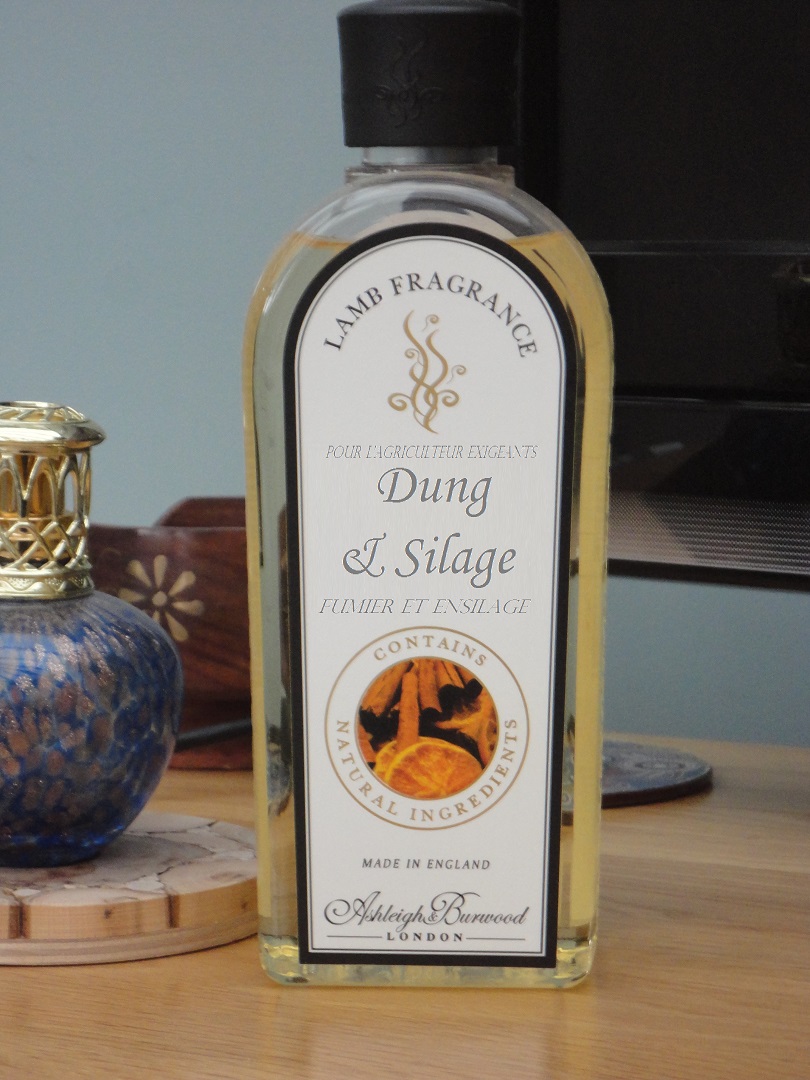 LAMB FRAGRANCE
POUR L'AGRICULTEUR EXIGEANTS
Dung
& Silage
FUMIER ET ENSILAGE
CONTAINS
NATURAL INGREDIENTS
MADE IN ENGLAND
Ashleigh & Burwood
LONDON